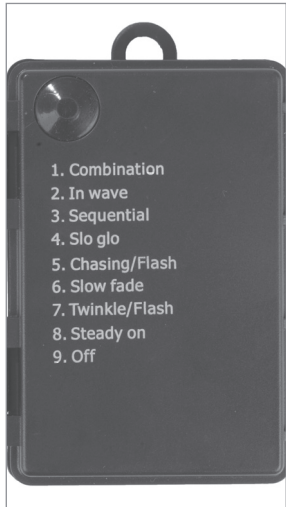 1. Combination
2. In wave
3. Sequential
4. Slo glo
5. Chasing/Flash
6. Slow fade
7. Twinkle/Flash
8. Steady on
9. Off